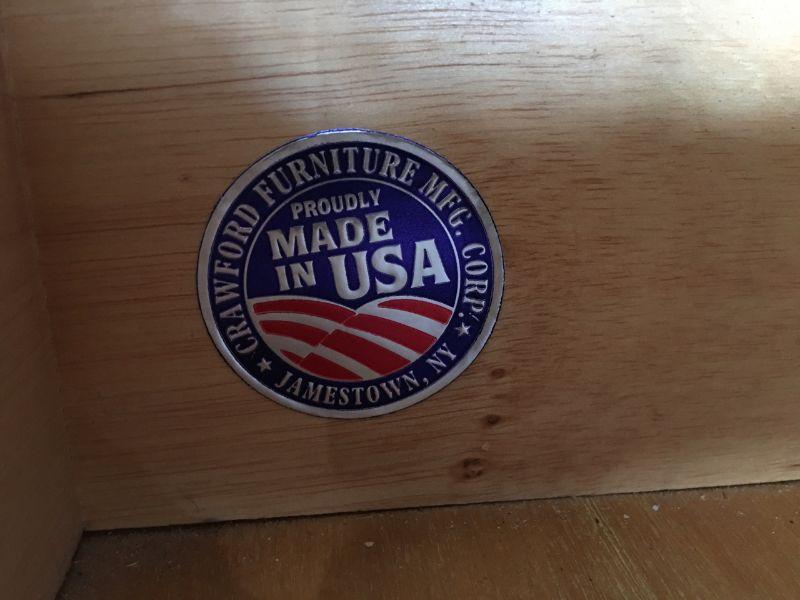 CRAWFORD FURNITURE MFG. CORP.
PROUDLY
MADE
IN USA
JAMESTOWN, NY